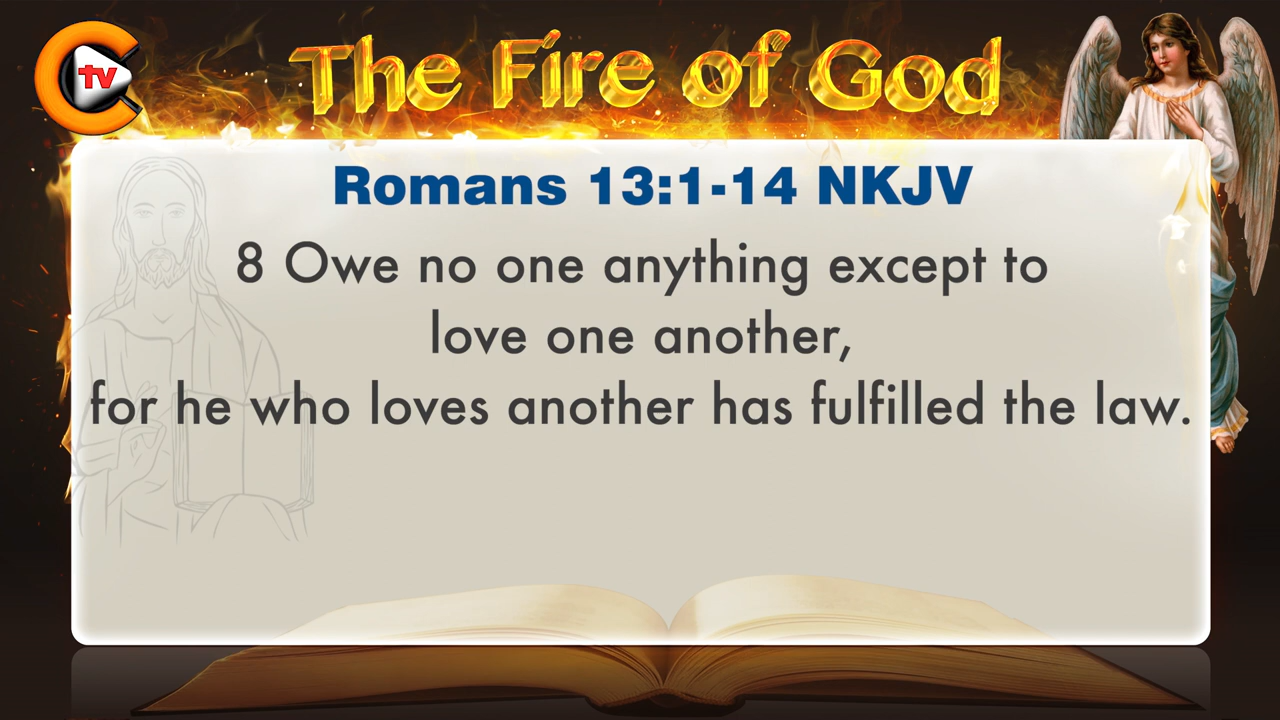 tv
The Fire of God
Romans 13:1-14 NKJV
8 Owe no one anything except to
love one another,
for he who loves another has fulfilled the law.